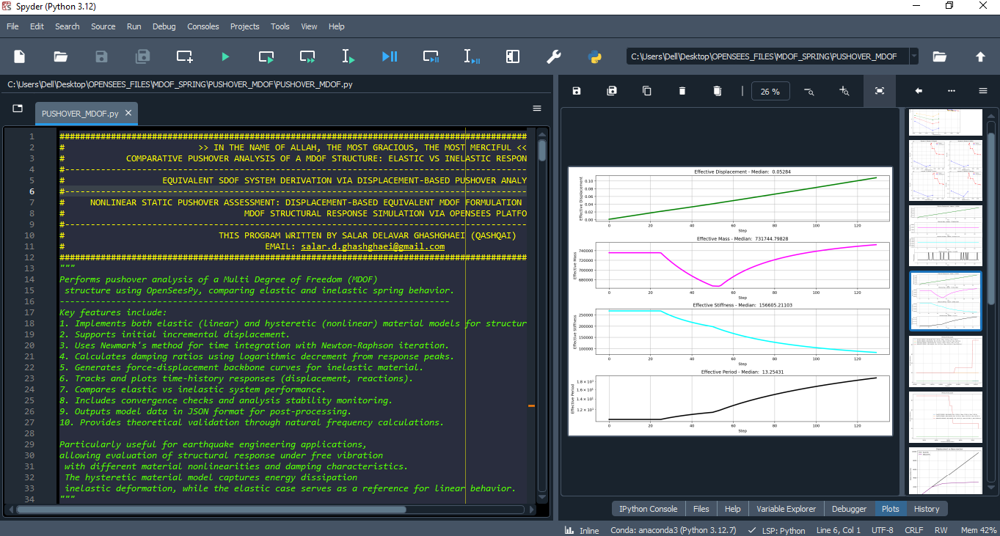 Spyder (Python 3.12)
File Edit Search Source Run Debug Consoles Projects Tools View Help
C:\Users\Dell\Desktop\OPENSEES_FILES\MDOF_SPRING\PUSHOVER_MDOF
C:\Users\Dell\Desktop\OPENSEES_FILES\MDOF_SPRING\PUSHOVER_MDOF\PUSHOVER_MDOF.py
PUSHOVER_MDOF.py
1 ###########################################################################################
2 # >> IN THE NAME OF ALLAH, THE MOST GRACIOUS, THE MOST MERCIFUL <<
3 # COMPARATIVE PUSHOVER ANALYSIS OF A MDOF STRUCTURE: ELASTIC VS INELASTIC RESPON
4 #------------------------------------------------------------------------------------------
5 # EQUIVALENT SDOF SYSTEM DERIVATION VIA DISPLACEMENT-BASED PUSHOVER ANALY
6 #------------------------------------------------------------------------------------------
7 # NONLINEAR STATIC PUSHOVER ASSESSMENT: DISPLACEMENT-BASED EQUIVALENT MDOF FORMULATION
8 # MDOF STRUCTURAL RESPONSE SIMULATION VIA OPENSEES PLATFO
9 #------------------------------------------------------------------------------------------
10 # THIS PROGRAM WRITTEN BY SALAR DELAVAR GHASHGHAEI (QASHQAI)
11 # EMAIL: salar.d.ghashghaei@gmail.com
12 ###########################################################################################
13 """
14 Performs pushover analysis of a Multi Degree of Freedom (MDOF)
15 structure using OpenSeesPy, comparing elastic and inelastic spring behavior.
16 ----------------------------------------------------------------------------
17 Key features include:
18 1. Implements both elastic (linear) and hysteretic (nonlinear) material models for structur
19 2. Supports initial incremental displacement.
20 3. Uses Newmark's method for time integration with Newton-Raphson iteration.
21 4. Calculates damping ratios using logarithmic decrement from response peaks.
22 5. Generates force-displacement backbone curves for inelastic material.
23 6. Tracks and plots time-history responses (displacement, reactions).
24 7. Compares elastic vs inelastic system performance.
25 8. Includes convergence checks and analysis stability monitoring.
26 9. Outputs model data in JSON format for post-processing.
27 10. Provides theoretical validation through natural frequency calculations.
28
29 Particularly useful for earthquake engineering applications,
30 allowing evaluation of structural response under free vibration
31 with different material nonlinearities and damping characteristics.
32 The hysteretic material model captures energy dissipation
33 inelastic deformation, while the elastic case serves as a reference for linear behavior.
34 """
26 %
Effective Displacement - Median: 0.05284
Effective Displacement
0.10
0.08
0.06
0.04
0.02
0.00
0 20 40 60 80 100 120
Step
Effective Mass - Median: 731744.79828
Effective Mass
740000
720000
700000
680000
0 20 40 60 80 100 120
Step
Effective Stiffness - Median: 156605.21103
Effective Stiffness
250000
200000
150000
100000
0 20 40 60 80 100 120
Step
Effective Period - Median: 13.25431
Effective Period
0 20 40 60 80 100 120
Step
IPython Console Files Help Variable Explorer Debugger Plots History
Inline Conda: anaconda3 (Python 3.12.7) LSP: Python Line 6, Col 1 UTF-8 CRLF RW Mem 42%